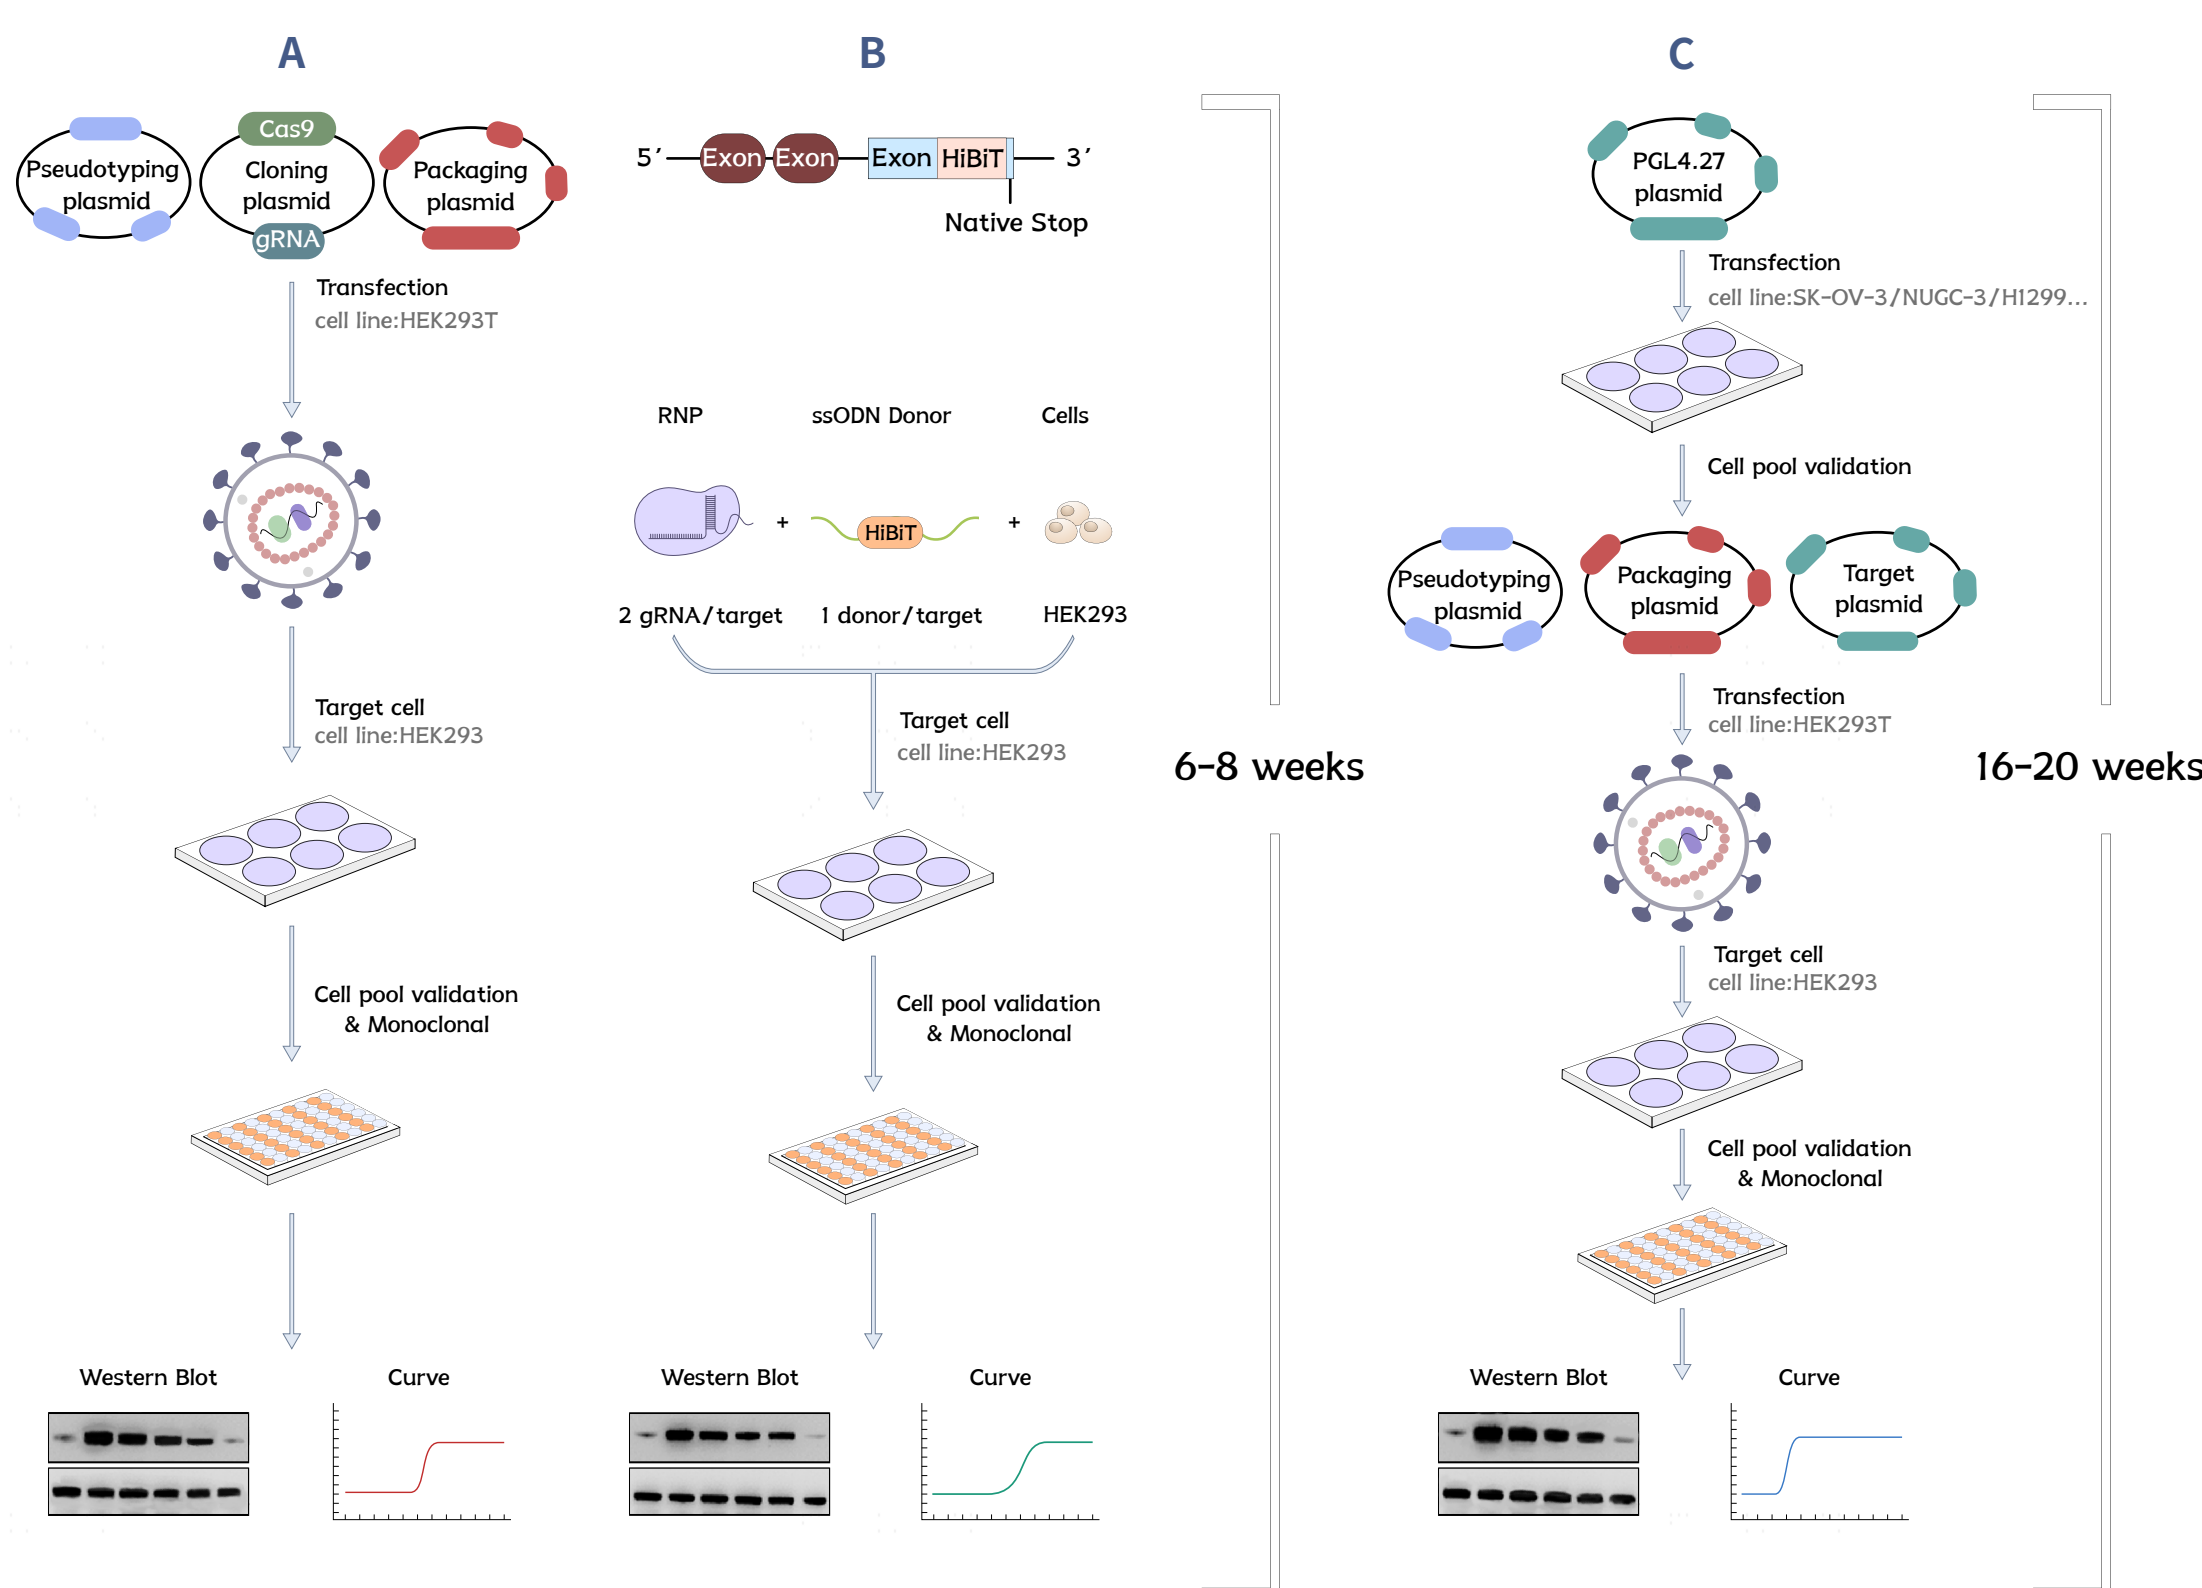 A
Pseudotyping
plasmid
Cas9
Cloning
plasmid
gRNA
Packaging
plasmid
Transfection
cell line:HEK293T
Target cell
cell line:HEK293
Cell pool validation
& Monoclonal
Western Blot
Curve
B
5′
Exon
Exon
Exon
HiBiT
3′
Native Stop
RNP
ssODN Donor
Cells
+
HiBiT
+
2 gRNA/target
1 donor/target
HEK293
Target cell
cell line:HEK293
Cell pool validation
& Monoclonal
Western Blot
Curve
6-8 weeks
C
PGL4.27
plasmid
Transfection
cell line:SK-OV-3/NUGC-3/H1299...
Cell pool validation
Pseudotyping
plasmid
Packaging
plasmid
Target
plasmid
Transfection
cell line:HEK293T
Target cell
cell line:HEK293
Cell pool validation
& Monoclonal
Western Blot
Curve
16-20 weeks